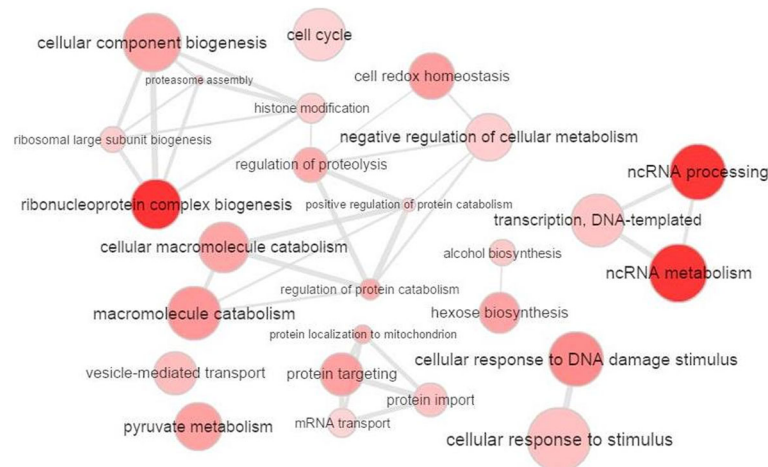 cellular component biogenesis
cell cycle
proteasome assembly
cell redox homeostasis
histone modification
ribosomal large subunit biogenesis
negative regulation of cellular metabolism
regulation of proteolysis
ncRNA processing
ribonucleoprotein complex biogenesis
positive regulation of protein catabolism
transcription, DNA-templated
cellular macromolecule catabolism
alcohol biosynthesis
ncRNA metabolism
regulation of protein catabolism
macromolecule catabolism
hexose biosynthesis
protein localization to mitochondrion
cellular response to DNA damage stimulus
vesicle-mediated transport
protein targeting
protein import
mRNA transport
pyruvate metabolism
cellular response to stimulus